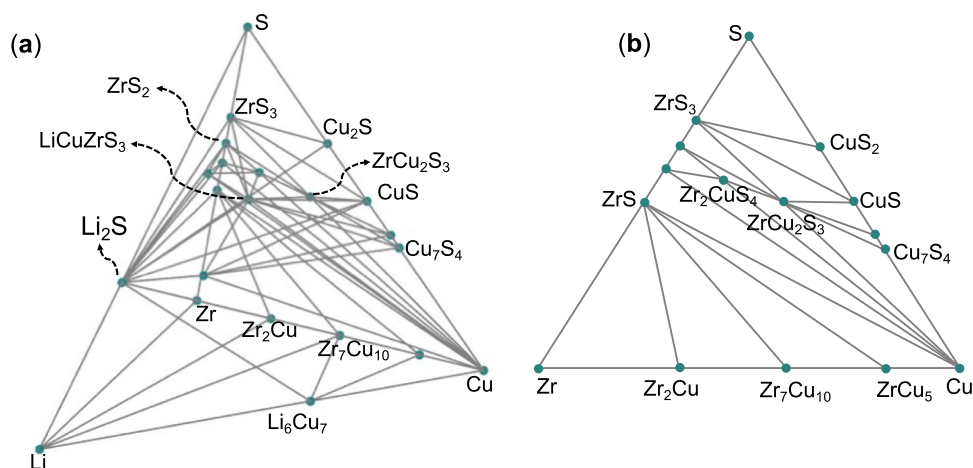 (a)
S
ZrS₂
ZrS₃
LiCuZrS₃
Cu₂S
ZrCu₂S₃
CuS
Li₂S
Cu₇S₄
Zr
Zr₂Cu
Zr₇Cu₁₀
Cu
Li₆Cu₇
Li
(b)
S
ZrS₃
CuS₂
Zr₂CuS₄
ZrS
ZrCu₂S₃
CuS
Cu₇S₄
Zr
Zr₂Cu
Zr₇Cu₁₀
ZrCu₅
Cu